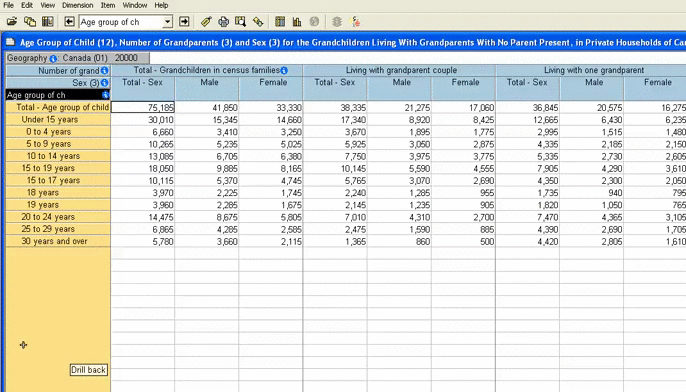 File Edit View Dimension Item Window Help
Age group of ch
Age Group of Child (12), Number of Grandparents (3) and Sex (3) for the Grandchildren Living With Grandparents With No Parent Present, in Private Households of Ca
Geography : Canada (01) 20000
Number of grand Total - Grandchildren in census families Living with grandparent couple Living with one grandparent
Sex (3) Total - Sex Male Female Total - Sex Male Female Total - Sex Male Female
Age group of ch
Total - Age group of child 75,185 41,850 33,330 38,335 21,275 17,060 36,845 20,575 16,275
Under 15 years 30,010 15,345 14,660 17,340 8,920 8,425 12,665 6,430 6,235
0 to 4 years 6,660 3,410 3,250 3,670 1,895 1,775 2,995 1,515 1,480
5 to 9 years 10,265 5,235 5,025 5,925 3,050 2,875 4,335 2,185 2,150
10 to 14 years 13,085 6,705 6,380 7,750 3,975 3,775 5,335 2,730 2,605
15 to 19 years 18,050 9,885 8,165 10,145 5,590 4,555 7,905 4,290 3,610
15 to 17 years 10,115 5,370 4,745 5,765 3,070 2,690 4,350 2,300 2,050
18 years 3,970 2,225 1,745 2,240 1,285 955 1,735 940 795
19 years 3,960 2,285 1,675 2,145 1,235 905 1,820 1,050 765
20 to 24 years 14,475 8,675 5,805 7,010 4,310 2,700 7,470 4,365 3,105
25 to 29 years 6,865 4,285 2,585 2,475 1,590 885 4,390 2,690 1,705
30 years and over 5,780 3,660 2,115 1,365 860 500 4,420 2,805 1,610
Drill back